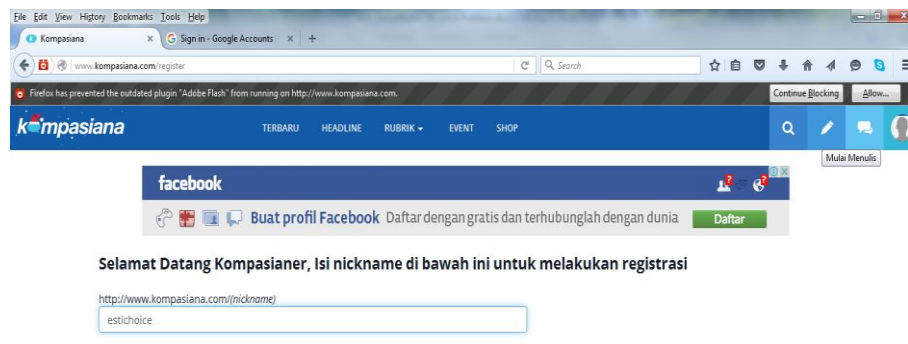 File Edit View History Bookmarks Tools Help
Kompasiana × Sign in - Google Accounts × +
www.kompasiana.com/register Search
Firefox has prevented the outdated plugin "Adobe Flash" from running on http://www.kompasiana.com. Continue Blocking Allow...
kompasiana TERBARU HEADLINE RUBRIK EVENT SHOP
Mulai Menulis
facebook ? ?
Buat profil Facebook Daftar dengan gratis dan terhubunglah dengan dunia Daftar
Selamat Datang Kompasianer, Isi nickname di bawah ini untuk melakukan registrasi
http://www.kompasiana.com/(nickname)
estichoice